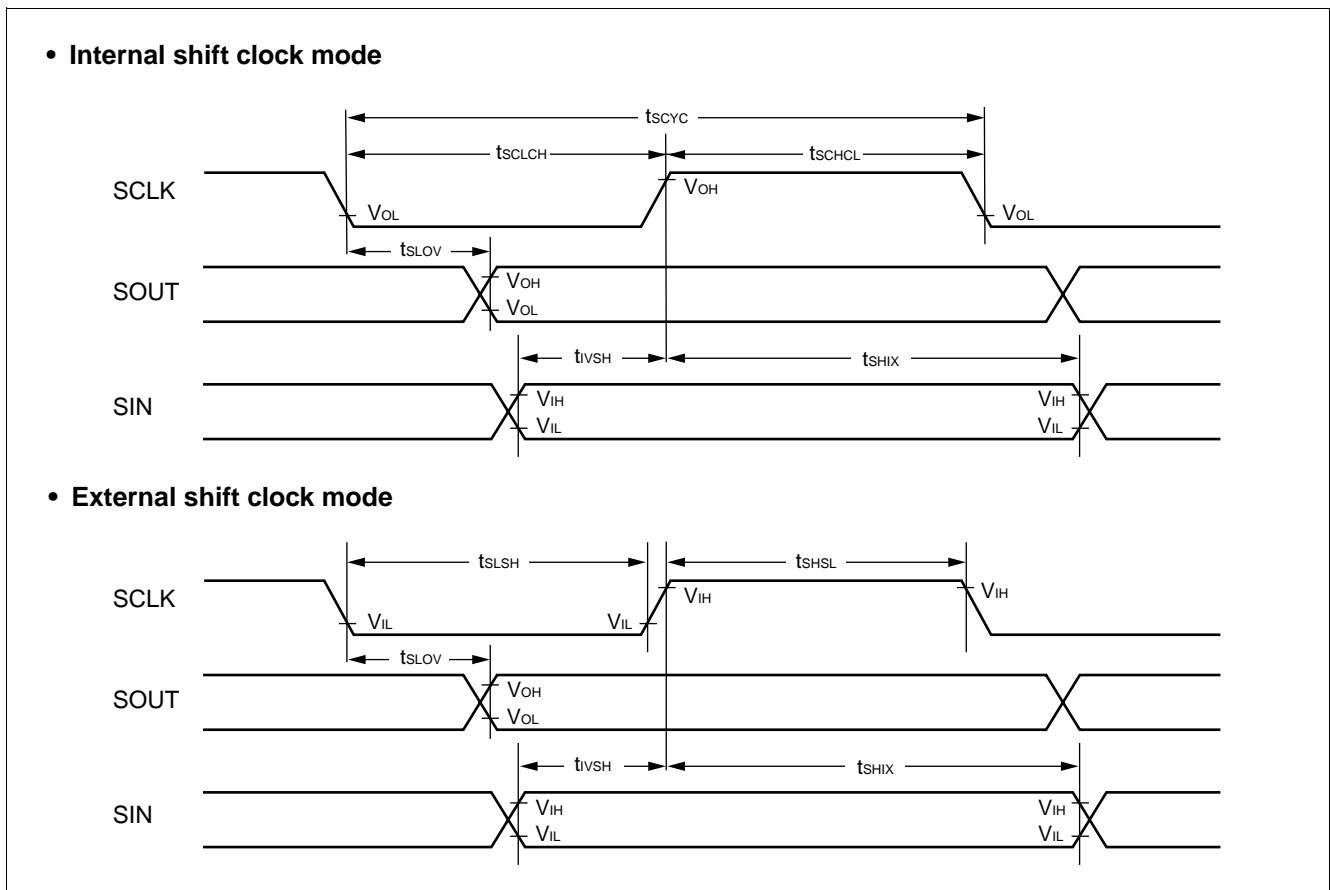 • Internal shift clock mode
tSCYC
tSCLCH tSCHCL
SCLK VOL VOH VOL
tSLOV
SOUT VOH
VOL
tIVSH tSHIX
SIN VIH VIH
VIL VIL
• External shift clock mode
tSLSH tSHSL
SCLK VIH VIH
VIL VIL
tSLOV
SOUT VOH
VOL
tIVSH tSHIX
SIN VIH VIH
VIL VIL